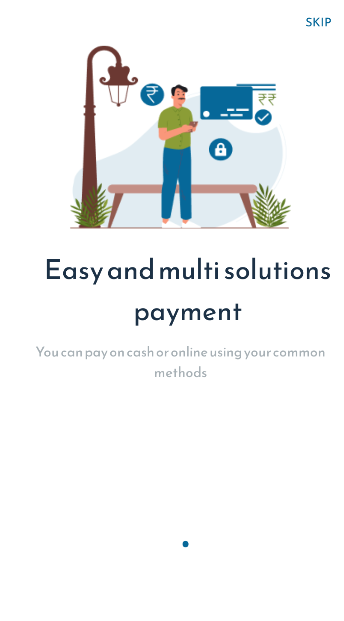 SKIP
₹
₹₹
Easy and multi solutions
payment
You can pay on cash or online using your common
methods